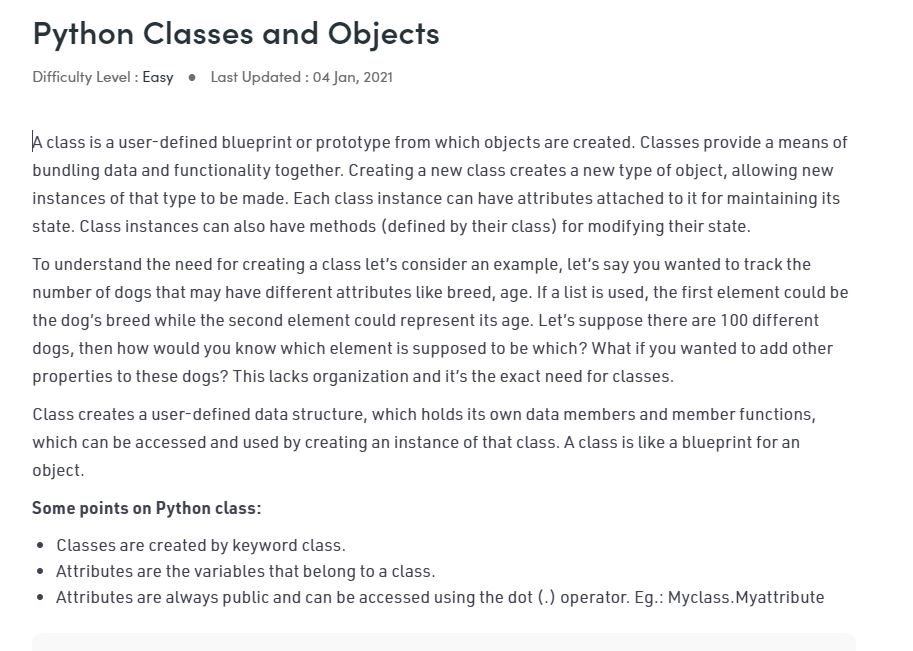 Python Classes and Objects
Difficulty Level : Easy ● Last Updated : 04 Jan, 2021
A class is a user-defined blueprint or prototype from which objects are created. Classes provide a means of
bundling data and functionality together. Creating a new class creates a new type of object, allowing new
instances of that type to be made. Each class instance can have attributes attached to it for maintaining its
state. Class instances can also have methods (defined by their class) for modifying their state.
To understand the need for creating a class let’s consider an example, let’s say you wanted to track the
number of dogs that may have different attributes like breed, age. If a list is used, the first element could be
the dog’s breed while the second element could represent its age. Let’s suppose there are 100 different
dogs, then how would you know which element is supposed to be which? What if you wanted to add other
properties to these dogs? This lacks organization and it’s the exact need for classes.
Class creates a user-defined data structure, which holds its own data members and member functions,
which can be accessed and used by creating an instance of that class. A class is like a blueprint for an
object.
Some points on Python class:
• Classes are created by keyword class.
• Attributes are the variables that belong to a class.
• Attributes are always public and can be accessed using the dot (.) operator. Eg.: Myclass.Myattribute